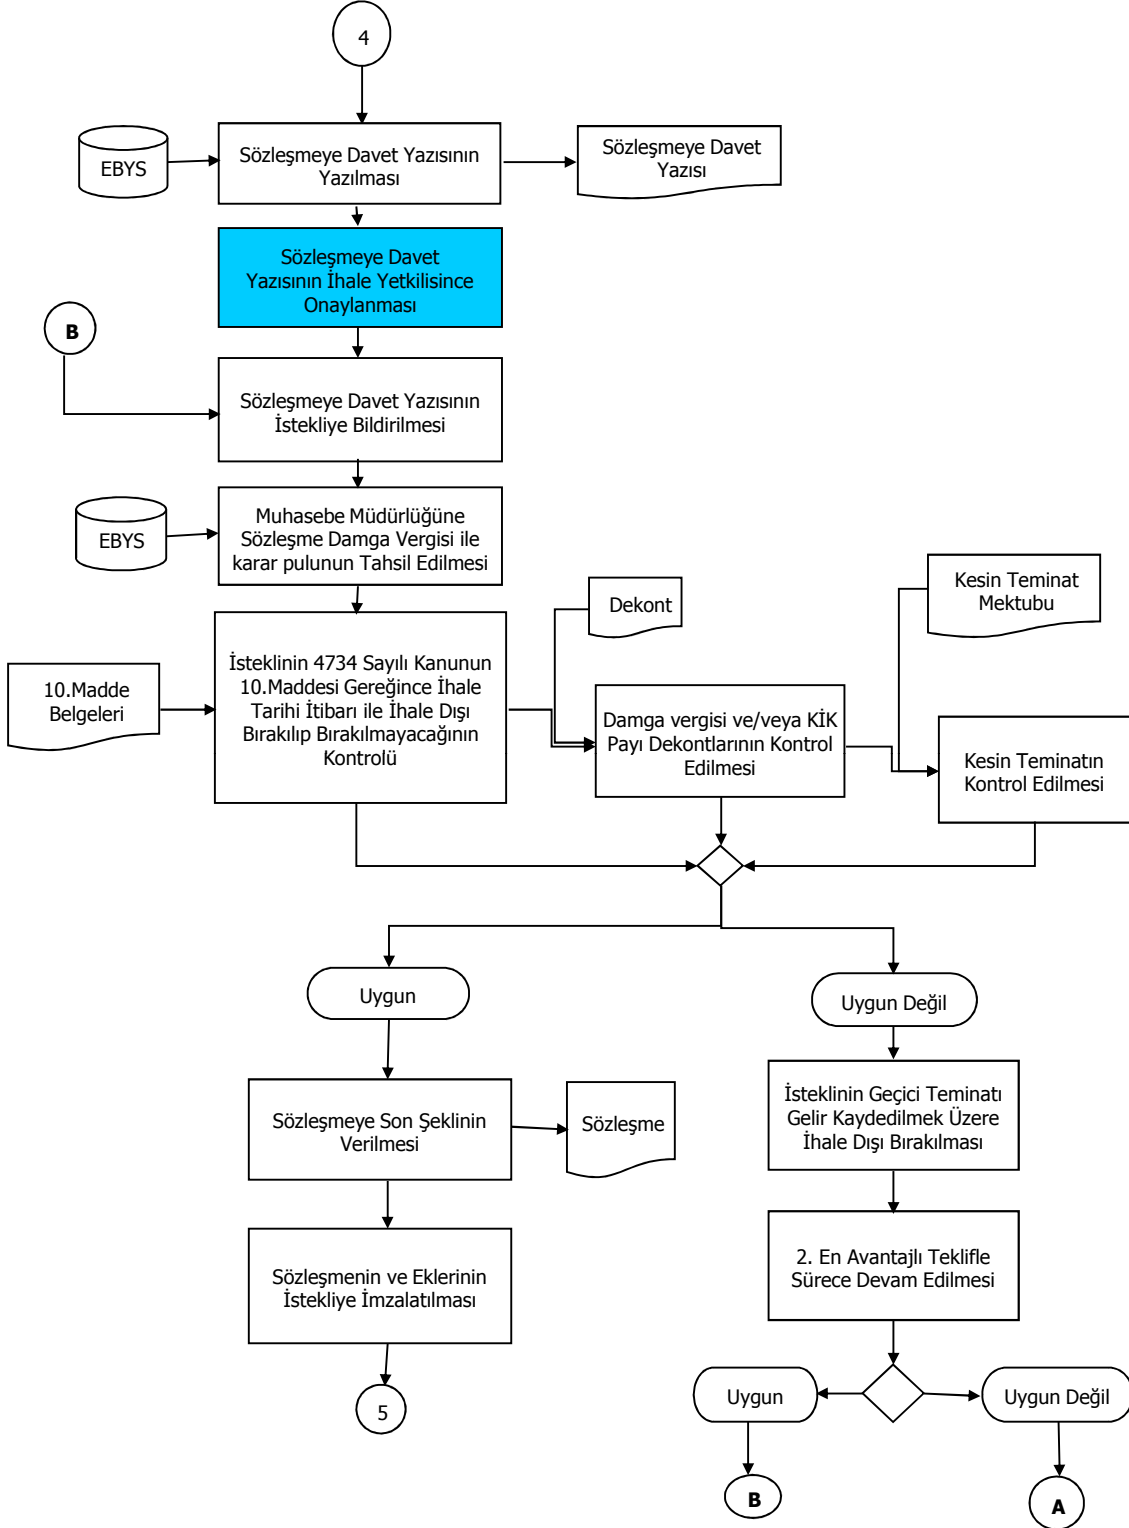 4
EBYS
Sözleşmeye Davet Yazısının
Yazılması
Sözleşmeye Davet
Yazısı
Sözleşmeye Davet
Yazısının İhale Yetkilisince
Onaylanması
B
Sözleşmeye Davet Yazısının
İstekliye Bildirilmesi
EBYS
Muhasebe Müdürlüğüne
Sözleşme Damga Vergisi ile
karar pulunun Tahsil Edilmesi
Dekont
Kesin Teminat
Mektubu
10.Madde
Belgeleri
İsteklinin 4734 Sayılı Kanunun
10.Maddesi Gereğince İhale
Tarihi İtibarı ile İhale Dışı
Bırakılıp Bırakılmayacağının
Kontrolü
Damga vergisi ve/veya KİK
Payı Dekontlarının Kontrol
Edilmesi
Kesin Teminatın
Kontrol Edilmesi
Uygun
Uygun Değil
Sözleşmeye Son Şeklinin
Verilmesi
Sözleşme
İsteklinin Geçici Teminatı
Gelir Kaydedilmek Üzere
İhale Dışı Bırakılması
Sözleşmenin ve Eklerinin
İstekliye İmzalatılması
2. En Avantajlı Teklifle
Sürece Devam Edilmesi
5
Uygun
Uygun Değil
B
A